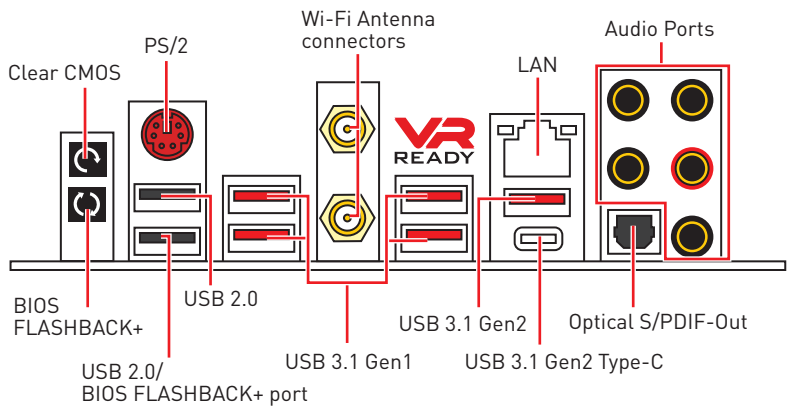 Wi-Fi Antenna
connectors
Audio Ports
PS/2
Clear CMOS
LAN
VR
READY
BIOS
FLASHBACK+
USB 2.0
USB 3.1 Gen2
Optical S/PDIF-Out
USB 2.0/
BIOS FLASHBACK+ port
USB 3.1 Gen1
USB 3.1 Gen2 Type-C